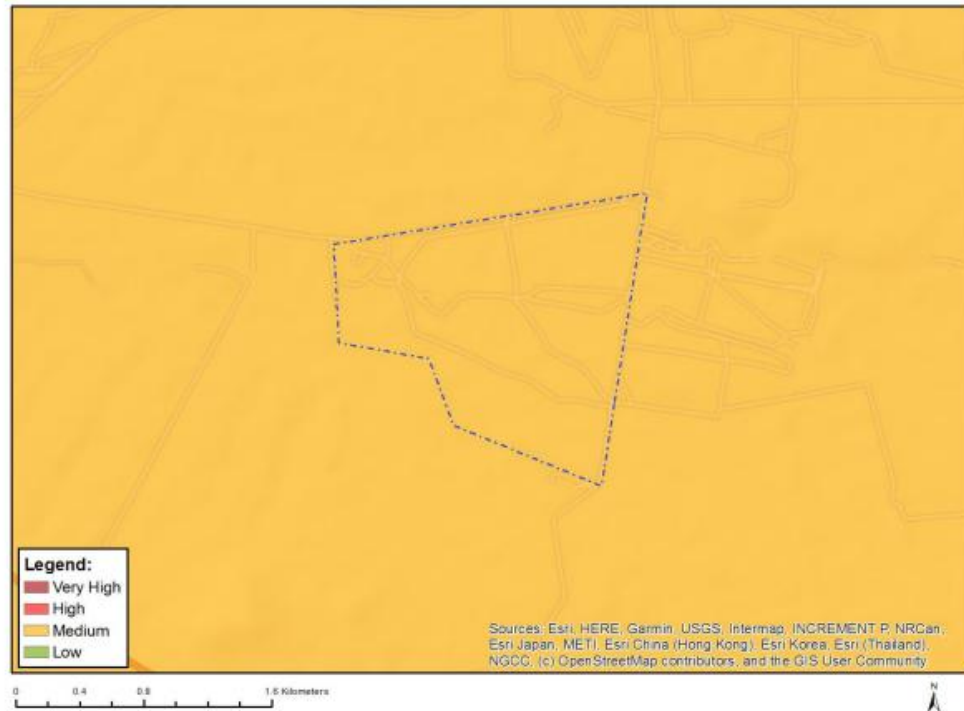 Legend:
Very High
High
Medium
Low
Sources: Esri, HERE, Garmin, USGS, Intermap, INCREMENT P, NRCan,
Esri Japan, METI, Esri China (Hong Kong), Esri Korea, Esri (Thailand),
NGCC, (c) OpenStreetMap contributors, and the GIS User Community
0 0.4 0.8 1.6 Kilometers
N